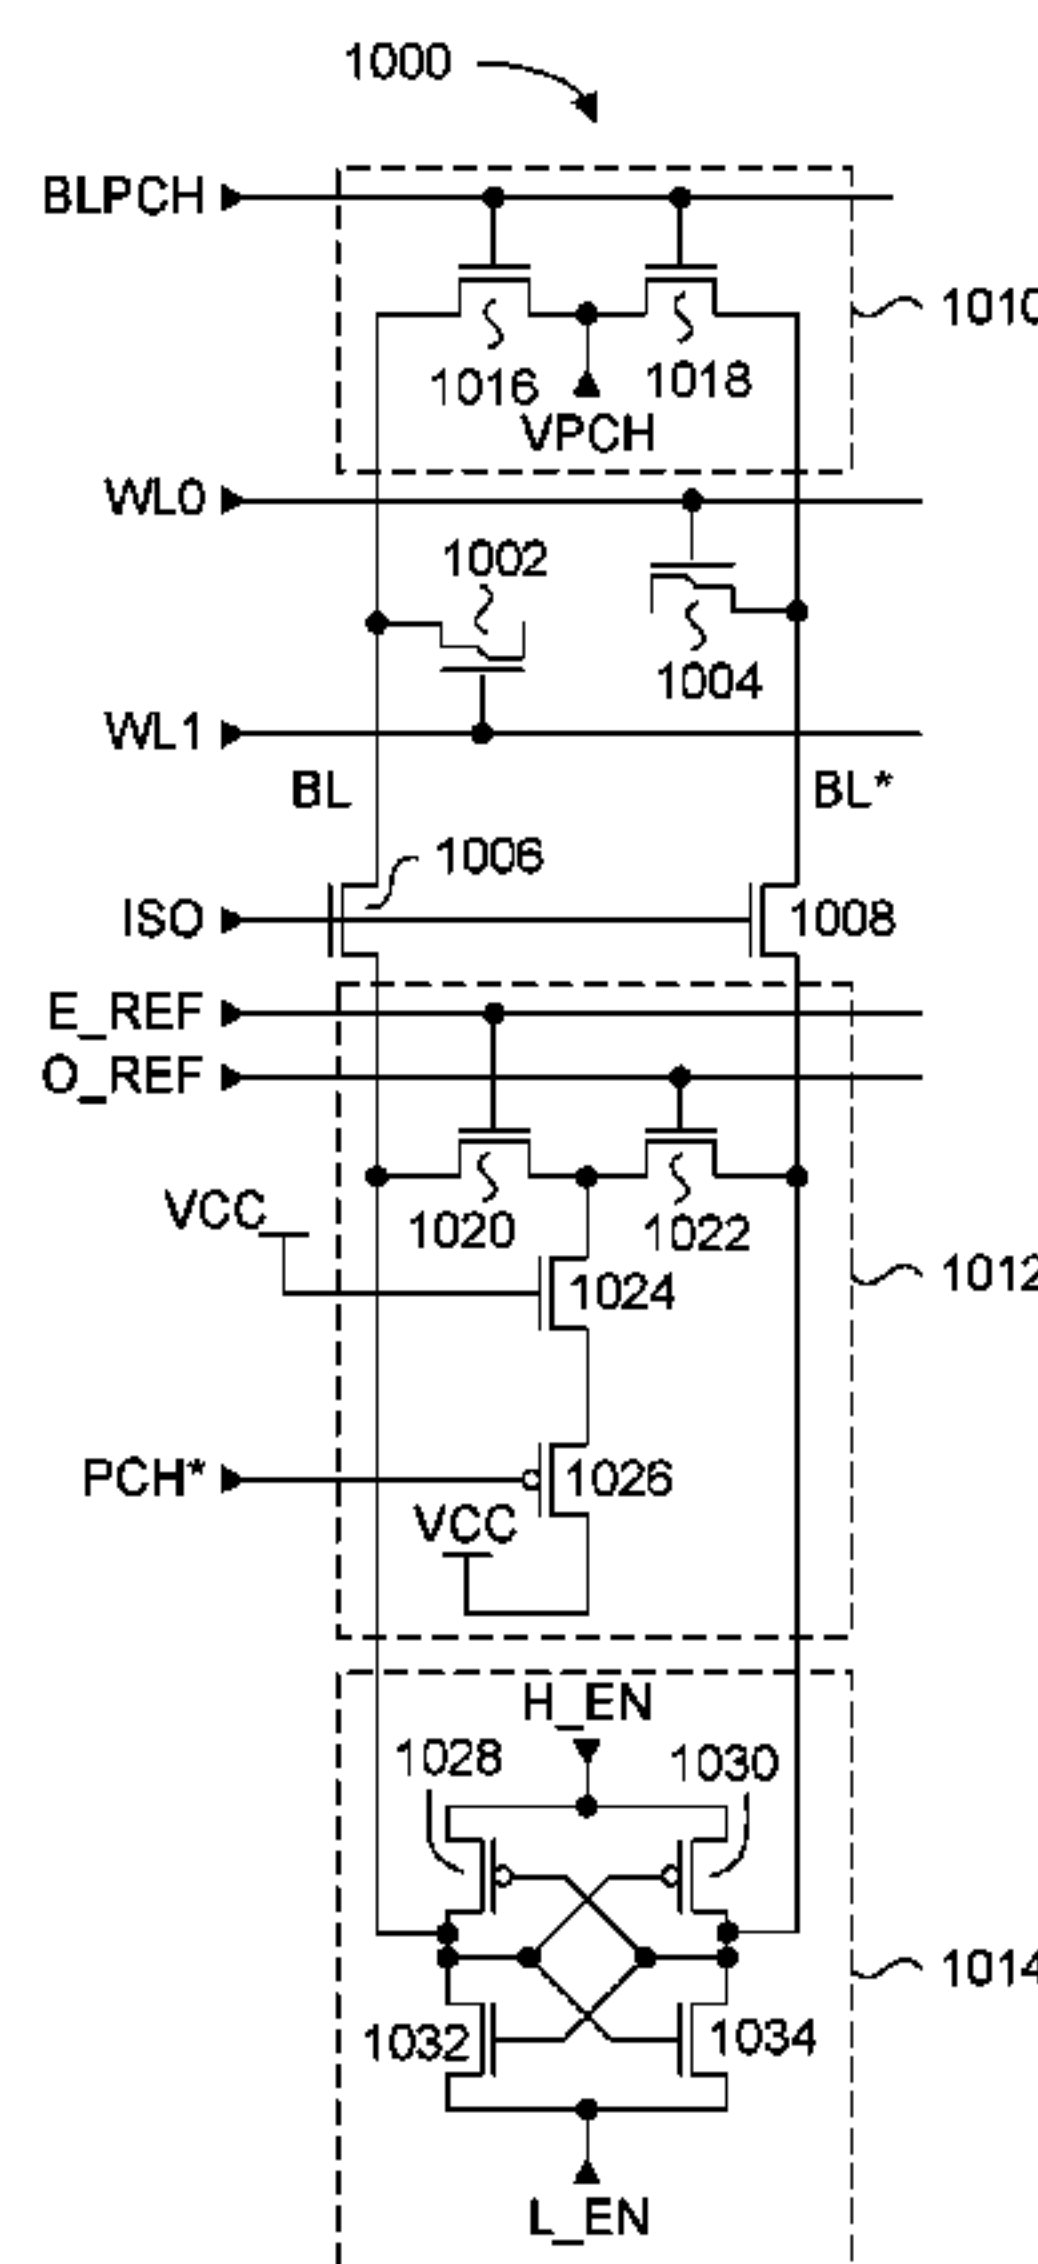 1000
BLPCH
1010
1016
1018
VPCH
WL0
1002
1004
WL1
BL
BL*
1006
ISO
1008
E_REF
O_REF
1020
1022
VCC
1024
1012
PCH*
1026
VCC
H_EN
1028
1030
1014
1032
1034
L_EN